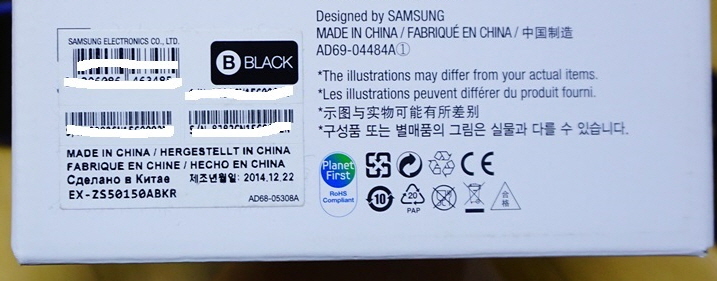 SAMSUNG ELECTRONICS CO., LTD.
B BLACK
MADE IN CHINA / HERGESTELLT IN CHINA
FABRIQUE EN CHINE / HECHO EN CHINA
Сделано в Китае 제조년월일: 2014.12.22
EX-ZS50150ABKR
AD68-05308A
Designed by SAMSUNG
MADE IN CHINA / FABRIQUÉ EN CHINE / 中国制造
AD69-04484A①
*The illustrations may differ from your actual items.
*Les illustrations peuvent différer du produit fourni.
*示图与实物可能有所差别
*구성품 또는 별매품의 그림은 실물과 다를 수 있습니다.
Planet
First
RoHS
Compliant
CE
10
20
PAP
合格